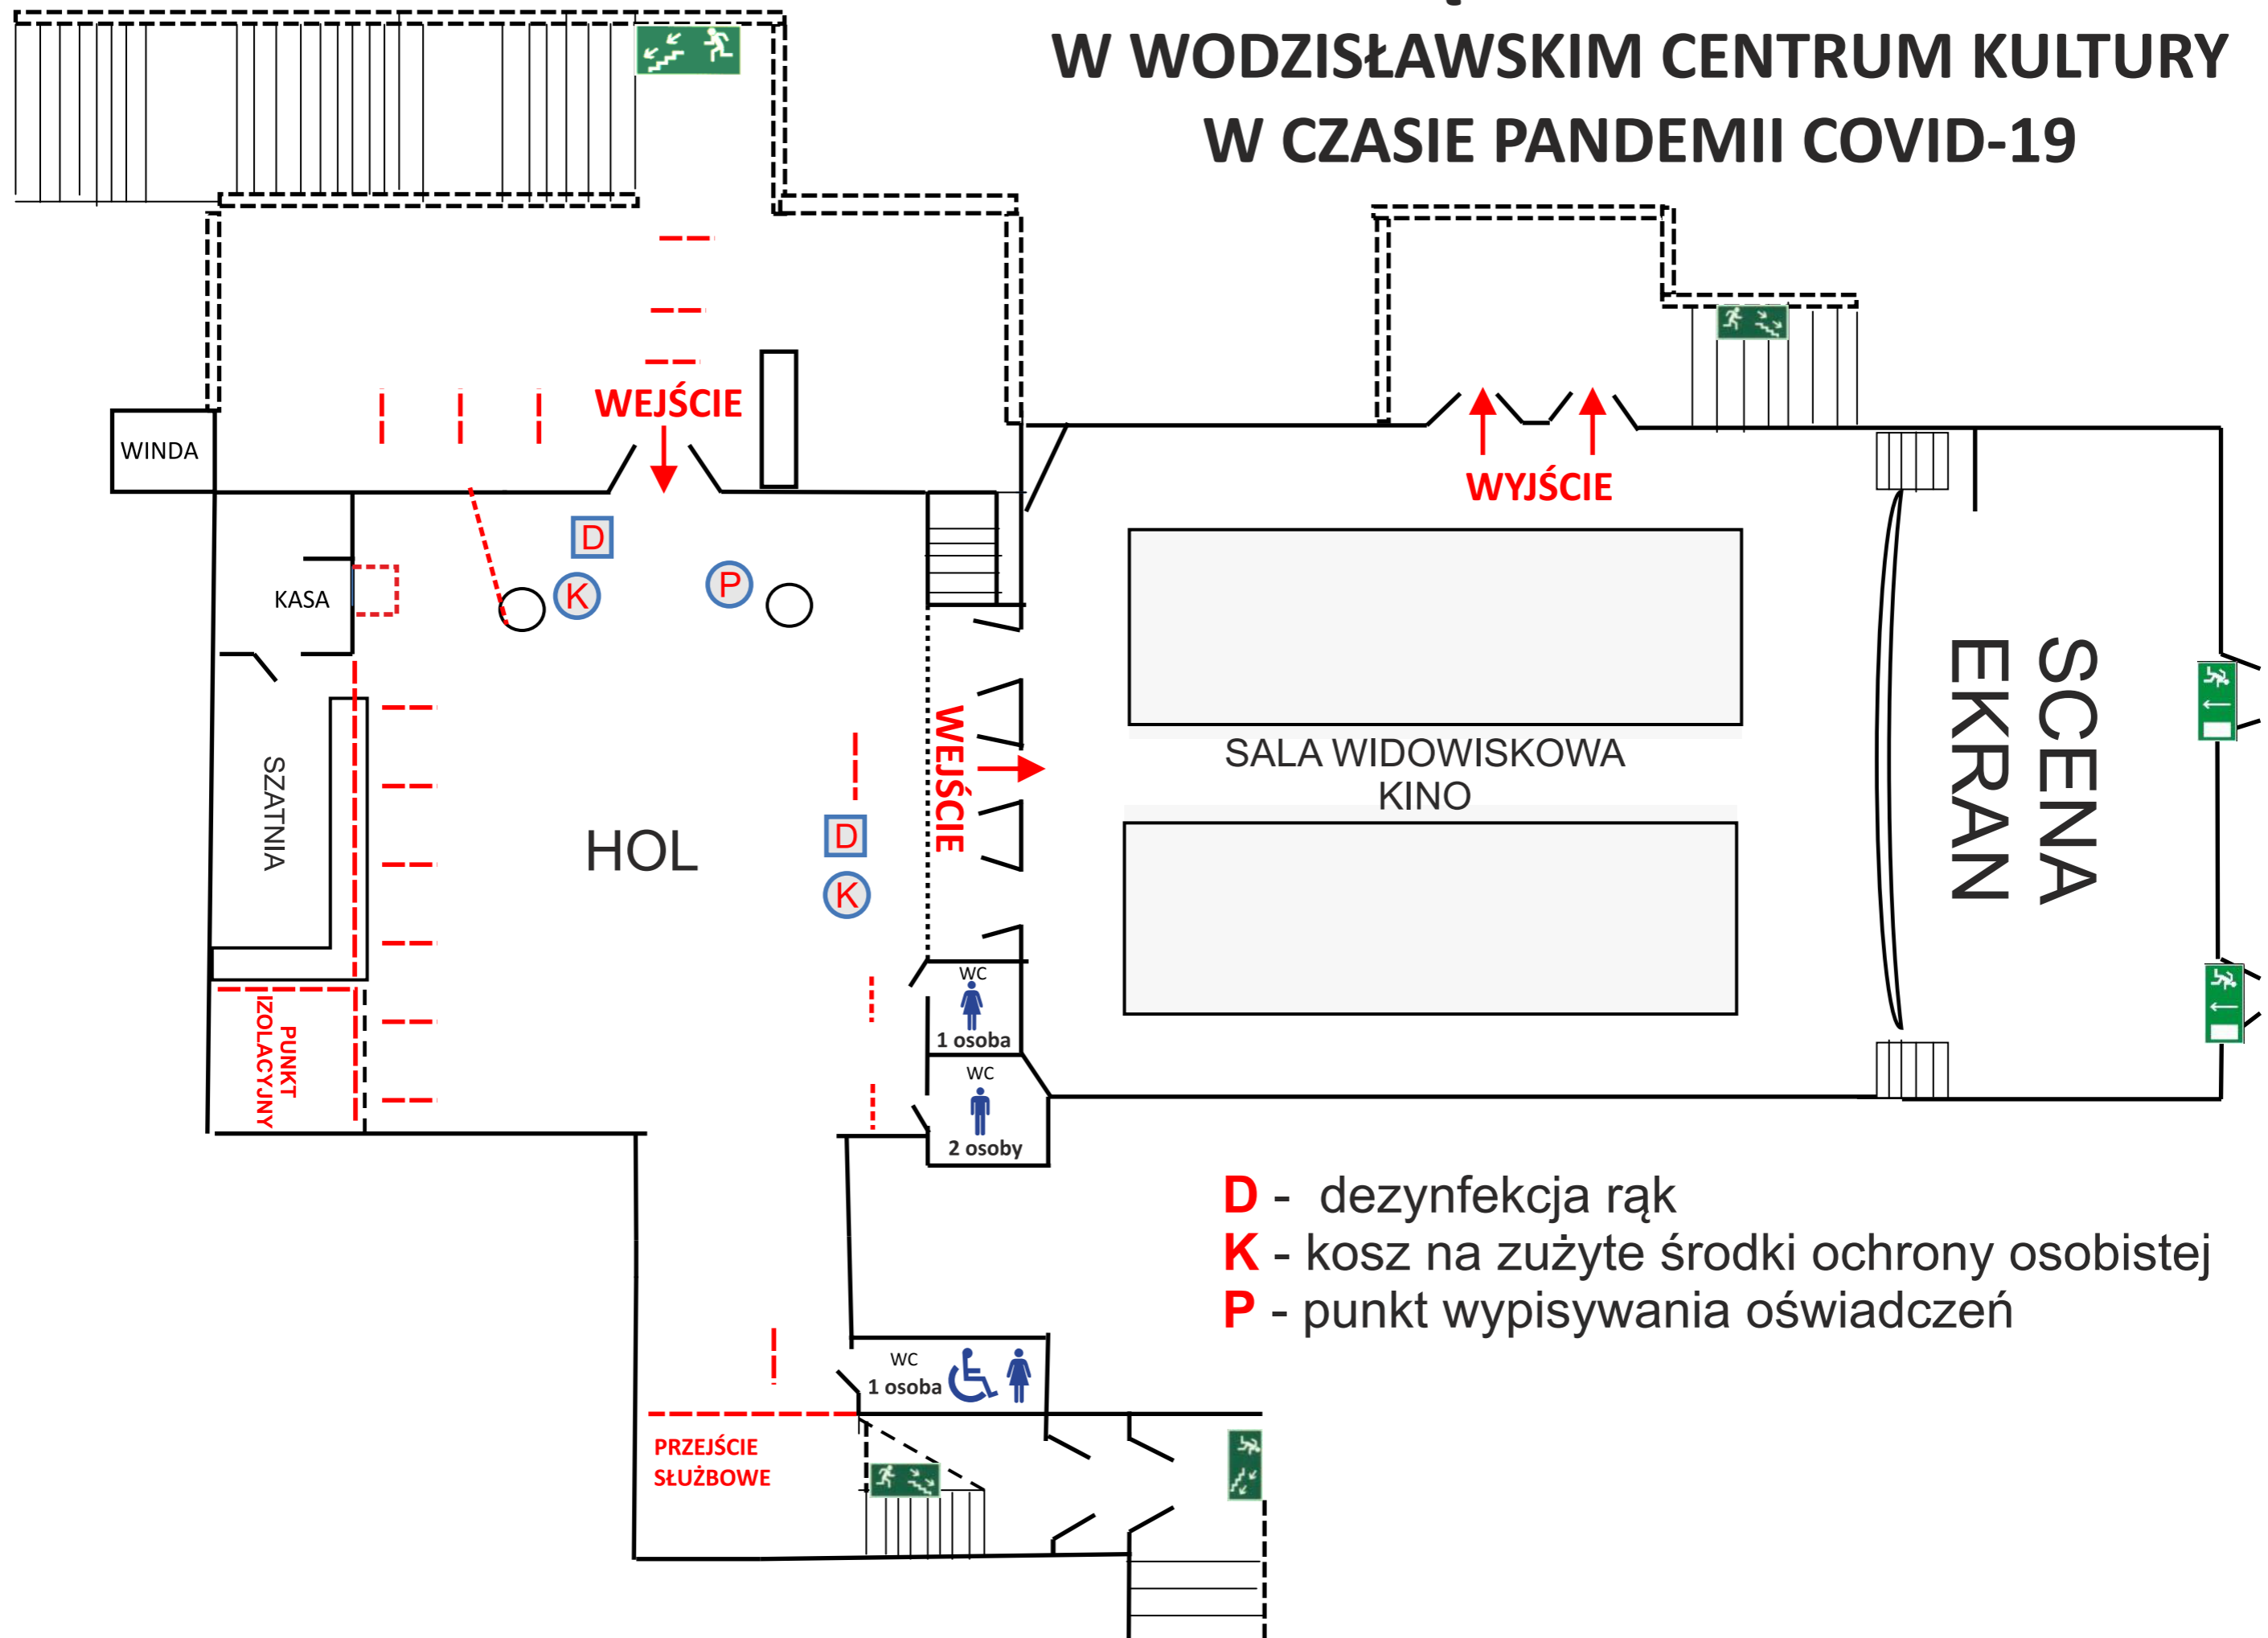 W WODZISŁAWSKIM CENTRUM KULTURY
W CZASIE PANDEMII COVID-19
WEJŚCIE
WINDA
WYJŚCIE
D
K
P
KASA
SZATNIA
HOL
WEJŚCIE
D
K
SALA WIDOWISKOWA
KINO
SCENA
EKRAN
PUNKT
IZOLACYJNY
WC
1 osoba
WC
2 osoby
D - dezynfekcja rąk
K - kosz na zużyte środki ochrony osobistej
P - punkt wypisywania oświadczeń
WC
1 osoba
PRZEJŚCIE
SŁUŻBOWE